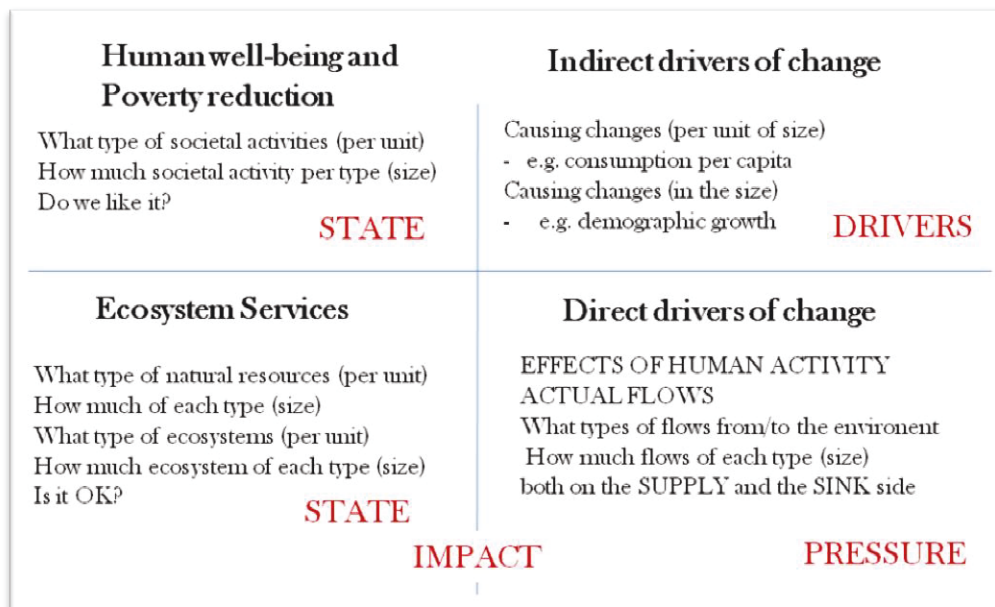 Human well-being and
Poverty reduction
What type of societal activities (per unit)
How much societal activity per type (size)
Do we like it?
STATE
Indirect drivers of change
Causing changes (per unit of size)
- e.g. consumption per capita
Causing changes (in the size)
- e.g. demographic growth
DRIVERS
Ecosystem Services
What type of natural resources (per unit)
How much of each type (size)
What type of ecosystems (per unit)
How much ecosystem of each type (size)
Is it OK?
STATE
Direct drivers of change
EFFECTS OF HUMAN ACTIVITY
ACTUAL FLOWS
What types of flows from/to the environent
How much flows of each type (size)
both on the SUPPLY and the SINK side
IMPACT
PRESSURE